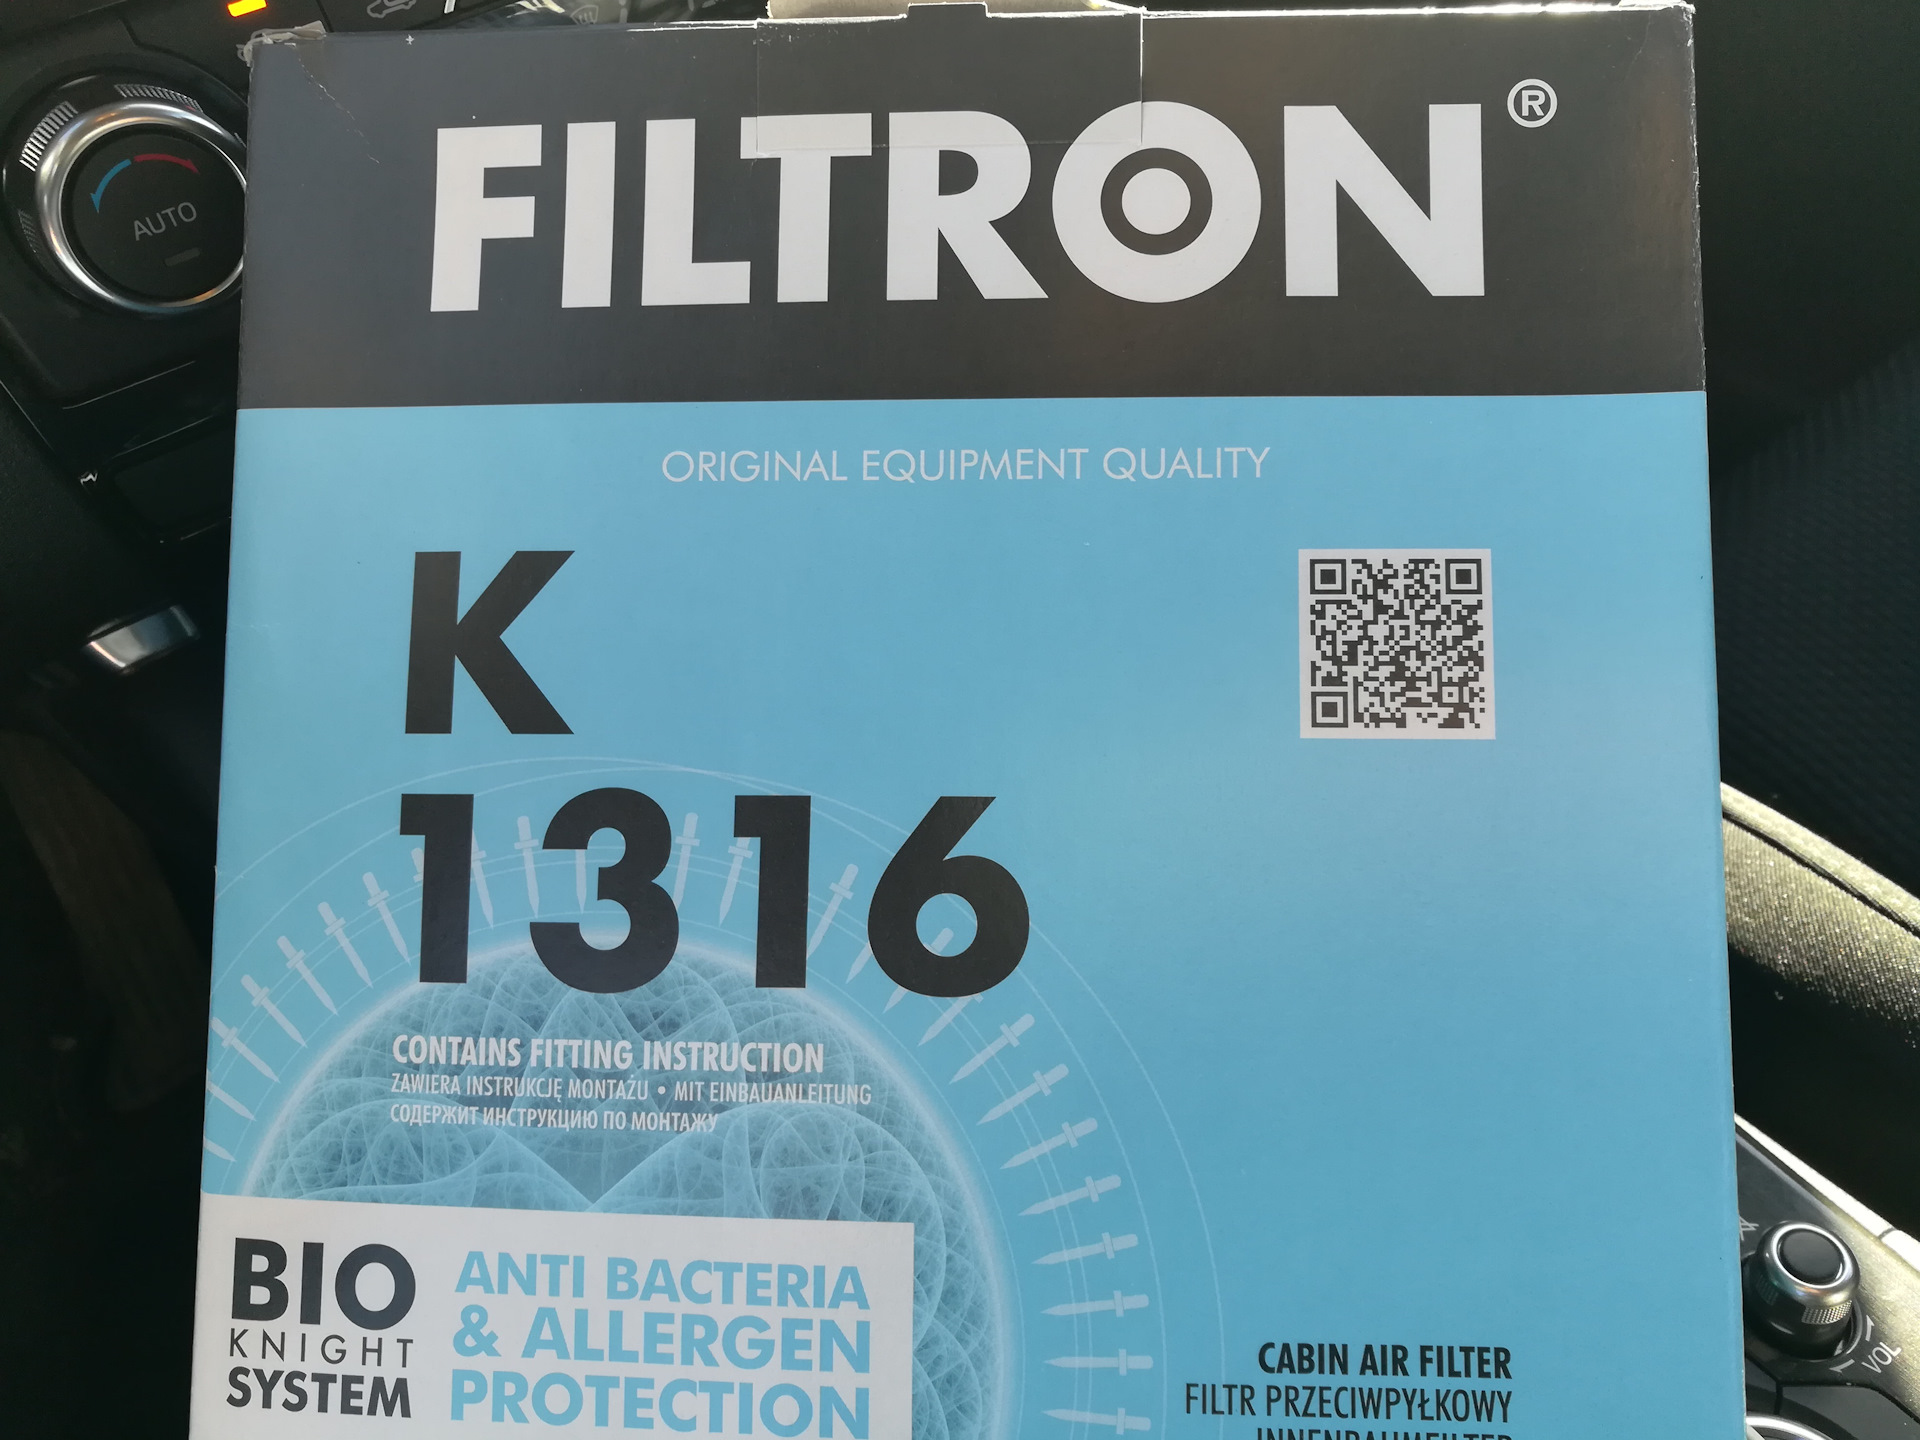 AUTO
FILTRON®
ORIGINAL EQUIPMENT QUALITY
K
1316
CONTAINS FITTING INSTRUCTION
ZAWIERA INSTRUKCJĘ MONTAŻU • MIT EINBAUANLEITUNG
СОДЕРЖИТ ИНСТРУКЦИЮ ПО МОНТАЖУ
BIO
KNIGHT
SYSTEM
ANTI BACTERIA
& ALLERGEN
PROTECTION
CABIN AIR FILTER
FILTR PRZECIWPYŁKOWY
INNENRAUMFILTER
VOL